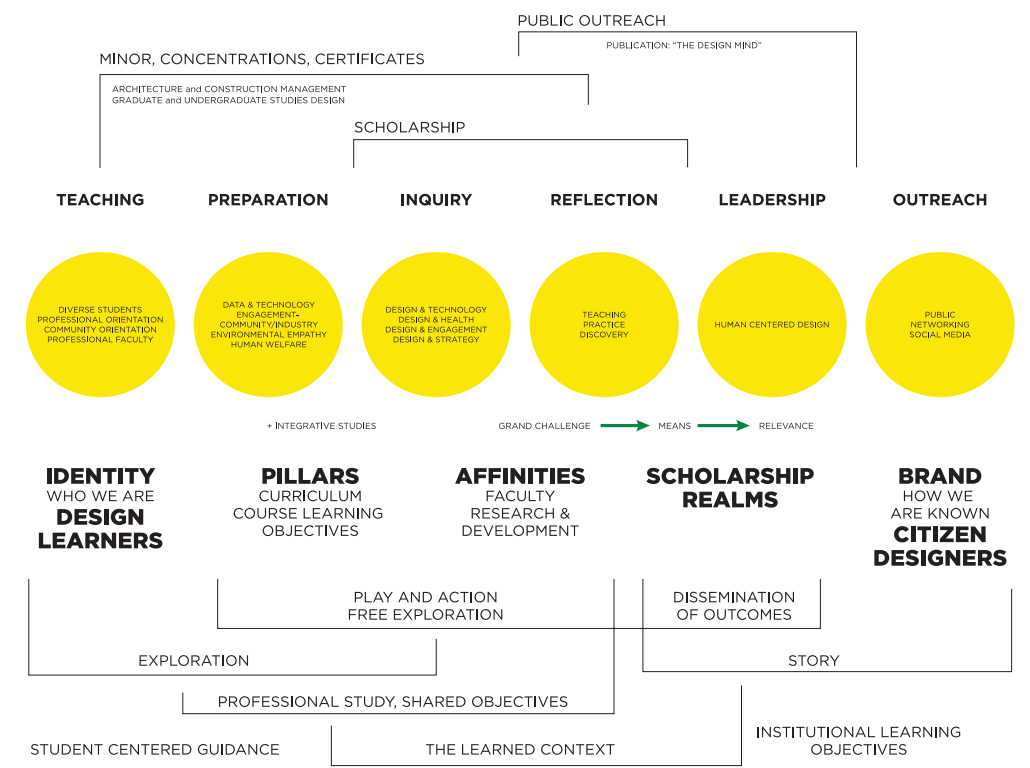 PUBLIC OUTREACH
PUBLICATION: “THE DESIGN MIND”
MINOR, CONCENTRATIONS, CERTIFICATES
ARCHITECTURE and CONSTRUCTION MANAGEMENT
GRADUATE and UNDERGRADUATE STUDIES DESIGN
SCHOLARSHIP
TEACHING
PREPARATION
INQUIRY
REFLECTION
LEADERSHIP
OUTREACH
DIVERSE STUDENTS
PROFESSIONAL ORIENTATION
COMMUNITY ORIENTATION
PROFESSIONAL FACULTY
DATA & TECHNOLOGY
ENGAGEMENT–
COMMUNITY/INDUSTRY
ENVIRONMENTAL EMPATHY
HUMAN WELFARE
DESIGN & TECHNOLOGY
DESIGN & HEALTH
DESIGN & ENGAGEMENT
DESIGN & STRATEGY
TEACHING
PRACTICE
DISCOVERY
HUMAN CENTERED DESIGN
PUBLIC
NETWORKING
SOCIAL MEDIA
+ INTEGRATIVE STUDIES
GRAND CHALLENGE
MEANS
RELEVANCE
IDENTITY
WHO WE ARE
DESIGN
LEARNERS
PILLARS
CURRICULUM
COURSE LEARNING
OBJECTIVES
AFFINITIES
FACULTY
RESEARCH &
DEVELOPMENT
SCHOLARSHIP
REALMS
BRAND
HOW WE
ARE KNOWN
CITIZEN
DESIGNERS
PLAY AND ACTION
FREE EXPLORATION
DISSEMINATION
OF OUTCOMES
EXPLORATION
STORY
PROFESSIONAL STUDY, SHARED OBJECTIVES
STUDENT CENTERED GUIDANCE
THE LEARNED CONTEXT
INSTITUTIONAL LEARNING
OBJECTIVES